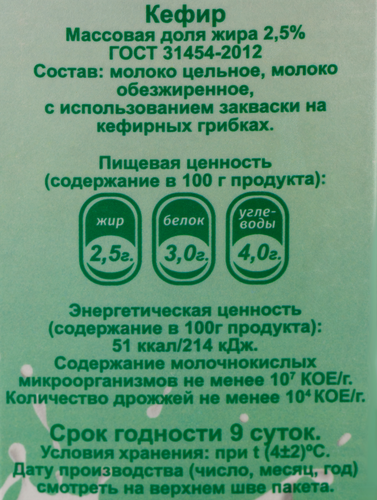 Кефир
Массовая доля жира 2,5%
ГОСТ 31454-2012
Состав: молоко цельное, молоко
обезжиренное,
с использованием закваски на
кефирных грибках.
Пищевая ценность
(содержание в 100 г продукта):
жир белок угле-
воды
2,5г. 3,0г. 4,0г.
Энергетическая ценность
(содержание в 100г продукта):
51 ккал/214 кДж.
Содержание молочнокислых
микроорганизмов не менее 10⁷ КОЕ/г.
Количество дрожжей не менее 10⁴ КОЕ/г.
Срок годности 9 суток.
Условия хранения: при t (4±2)ºС.
Дату производства (число, месяц, год)
смотреть на верхнем шве пакета.